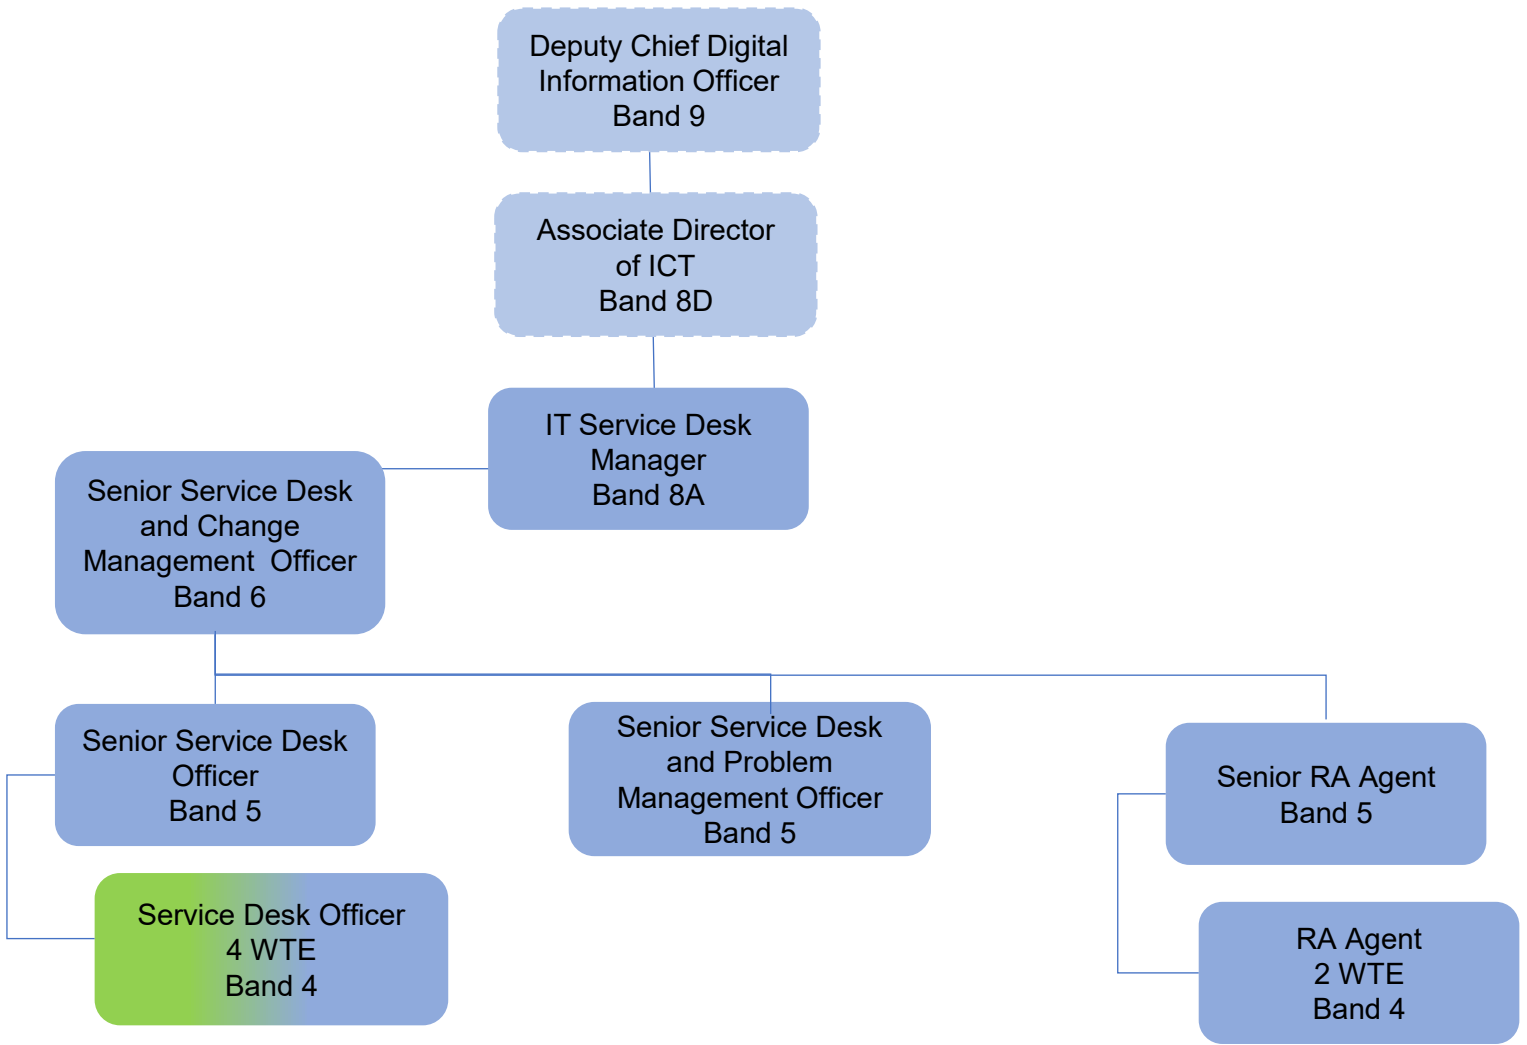 Deputy Chief Digital
Information Officer
Band 9
Associate Director
of ICT
Band 8D
IT Service Desk
Manager
Band 8A
Senior Service Desk
and Change
Management  Officer
Band 6
Senior Service Desk
Officer
Band 5
Senior Service Desk
and Problem
Management Officer
Band 5
Senior RA Agent
Band 5
Service Desk Officer
4 WTE
Band 4
RA Agent
2 WTE
Band 4